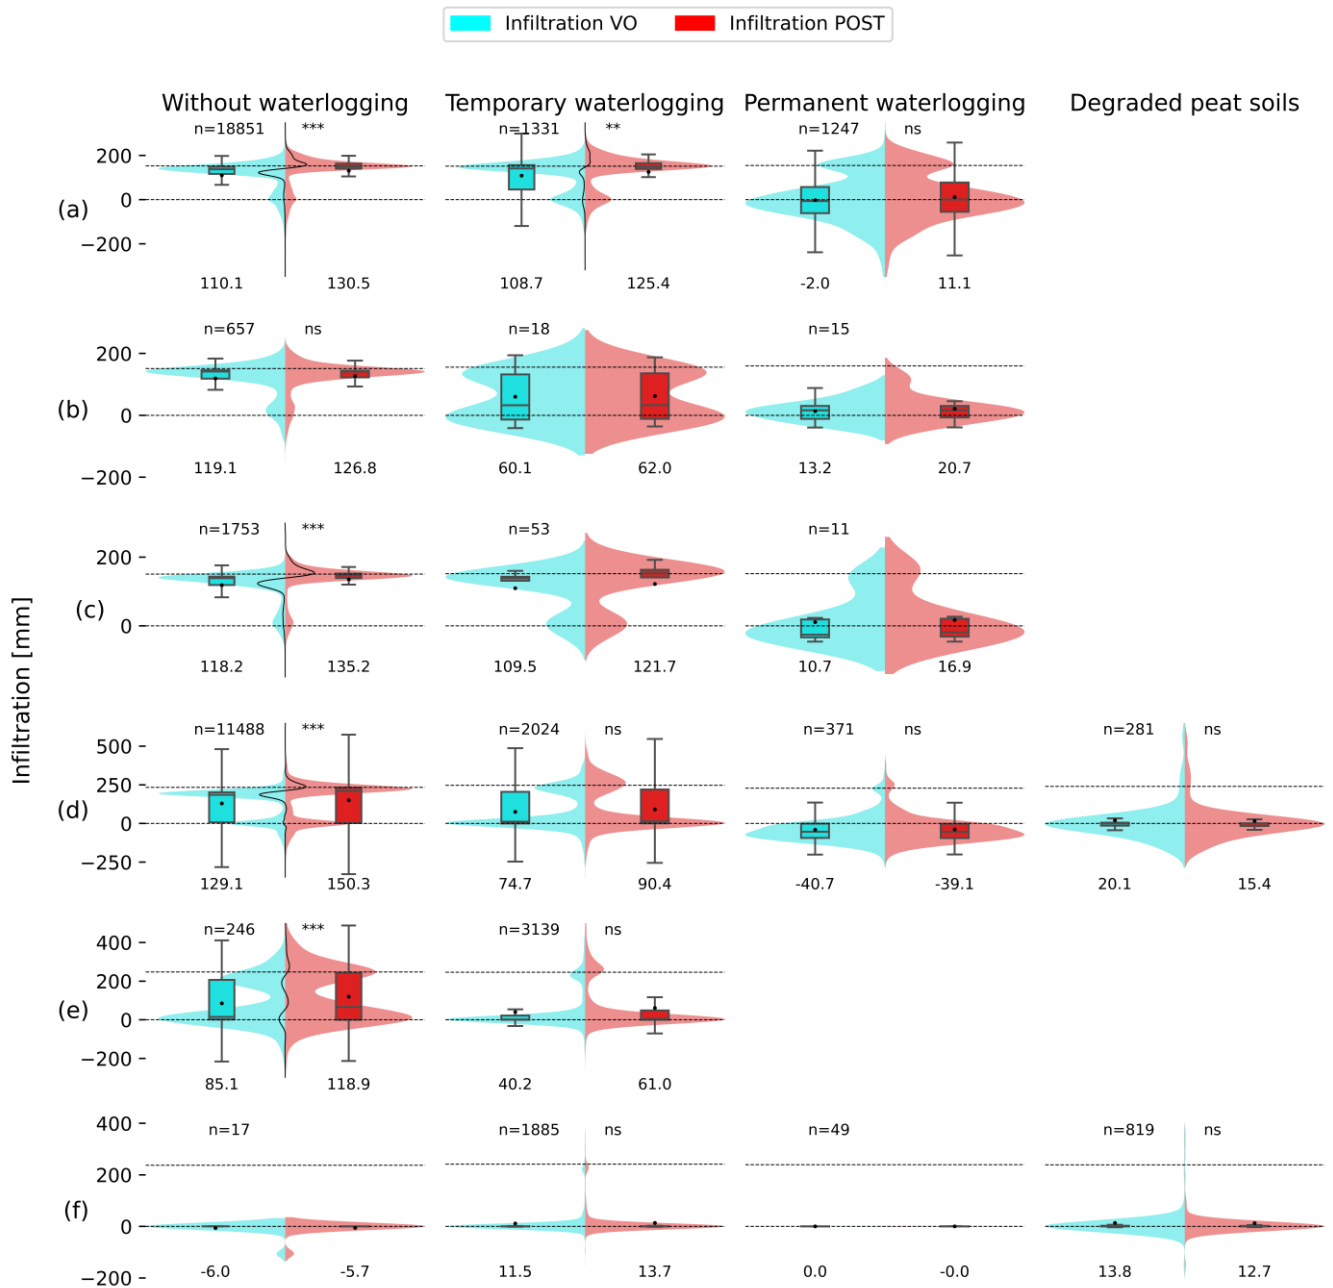 Infiltration VO Infiltration POST
Without waterlogging Temporary waterlogging Permanent waterlogging Degraded peat soils
n=18851 *** n=1331 ** n=1247 ns
200
(a) 0
−200
110.1 130.5 108.7 125.4 -2.0 11.1
n=657 ns n=18 n=15
200
(b) 0
−200
119.1 126.8 60.1 62.0 13.2 20.7
n=1753 *** n=53 n=11
200
(c) 0
118.2 135.2 109.5 121.7 10.7 16.9
Infiltration [mm]
n=11488 *** n=2024 ns n=371 ns n=281 ns
500
250
(d) 0
−250
129.1 150.3 74.7 90.4 -40.7 -39.1 20.1 15.4
n=246 *** n=3139 ns
400
200
(e) 0
−200
85.1 118.9 40.2 61.0
400
n=17 n=1885 ns n=49 n=819 ns
200
(f) 0
−200
-6.0 -5.7 11.5 13.7 0.0 -0.0 13.8 12.7